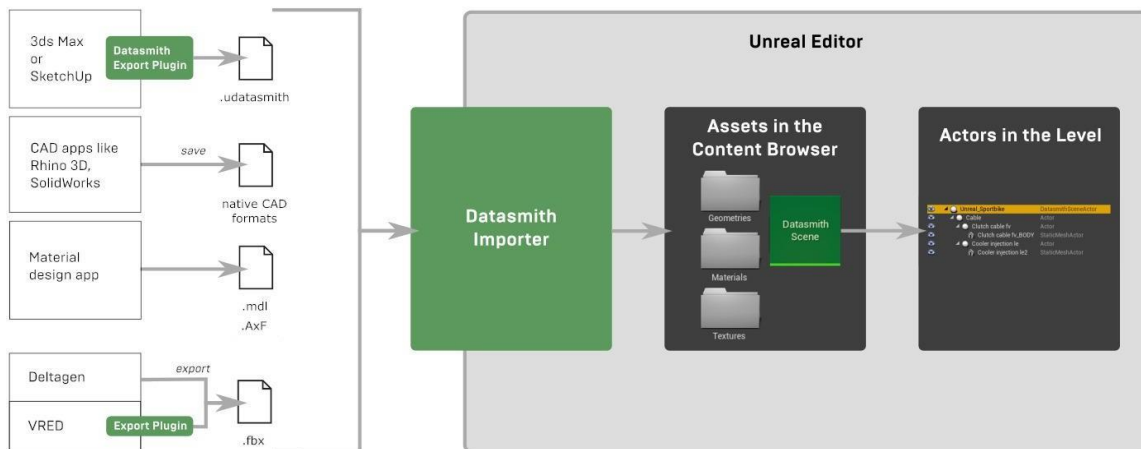 3ds Max
or
SketchUp
Datasmith
Export Plugin
.udatasmith
CAD apps like
Rhino 3D,
SolidWorks
save
native CAD
formats
Material
design app
.mdl
.AxF
Deltagen
export
VRED
Export Plugin
.fbx
Unreal Editor
Datasmith
Importer
Assets in the
Content Browser
Geometries
Materials
Textures
Datasmith
Scene
Actors in the Level
Unreal_Sportbike DatasmithSceneActor
Cable Actor
Clutch cable fv Actor
Clutch cable fv_BODY StaticMeshActor
Cooler injection le Actor
Cooler injection le2 StaticMeshActor